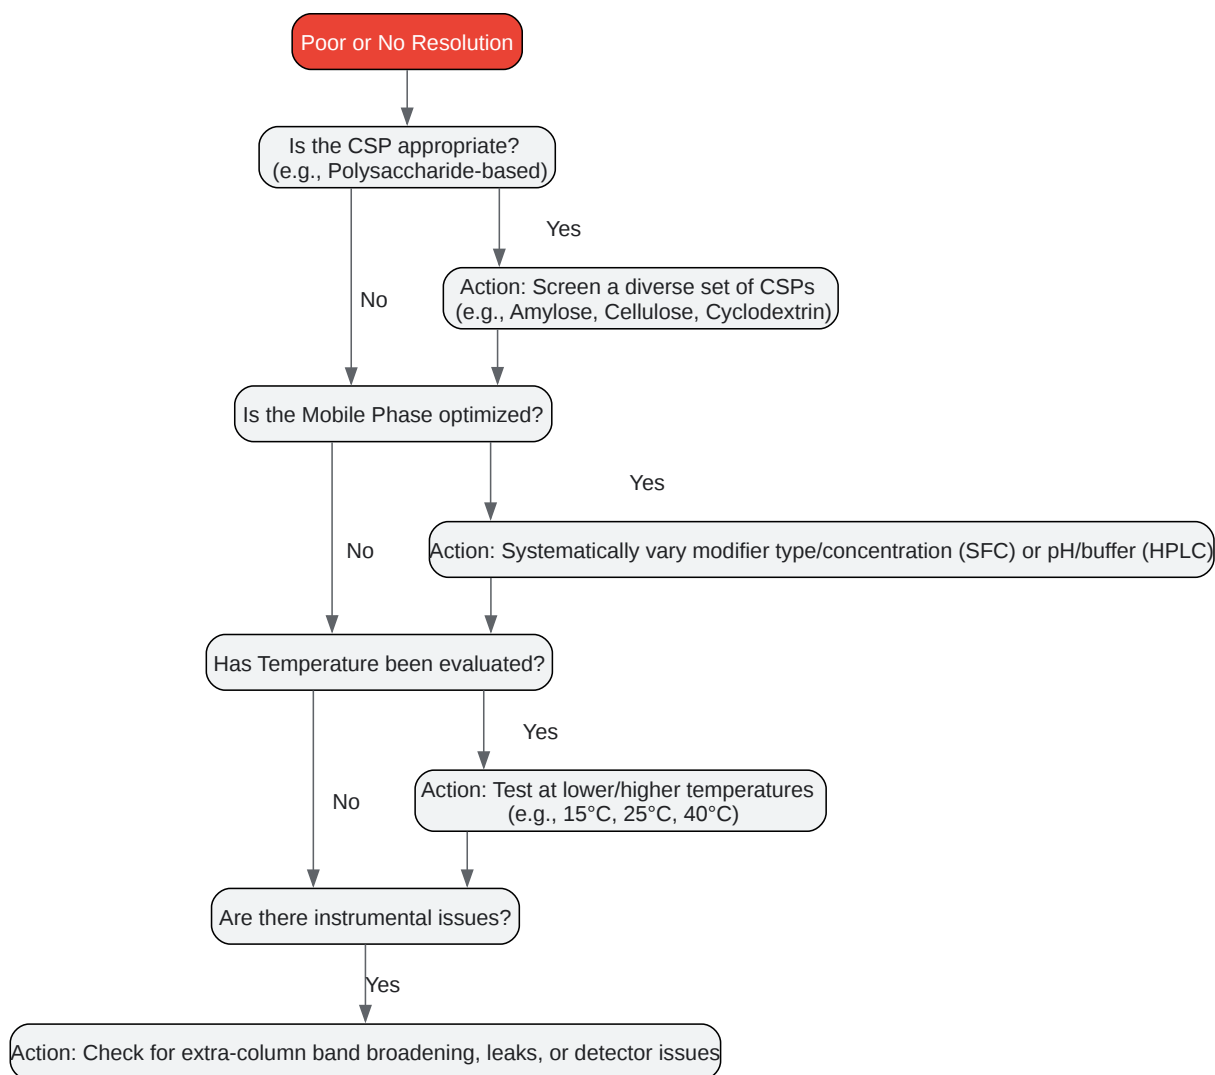 Poor or No Resolution
Is the CSP appropriate?
(e.g., Polysaccharide-based)
Yes
No
Action: Screen a diverse set of CSPs
(e.g., Amylose, Cellulose, Cyclodextrin)
Is the Mobile Phase optimized?
Yes
No
Action: Systematically vary modifier type/concentration (SFC) or pH/buffer (HPLC)
Has Temperature been evaluated?
Yes
No
Action: Test at lower/higher temperatures
(e.g., 15°C, 25°C, 40°C)
Are there instrumental issues?
Yes
Action: Check for extra-column band broadening, leaks, or detector issues